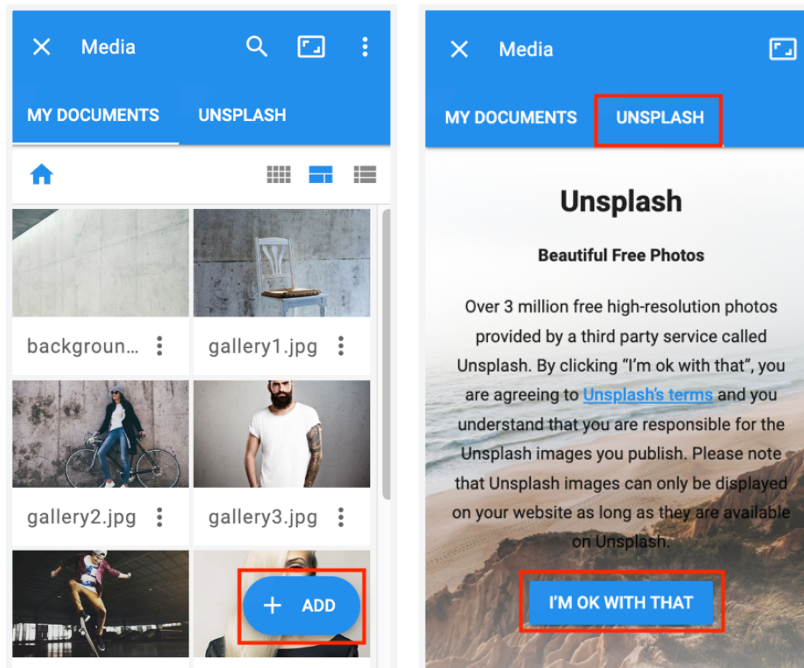 Media
MY DOCUMENTS UNSPLASH
backgroun... gallery1.jpg
gallery2.jpg gallery3.jpg
+ ADD
Media
MY DOCUMENTS UNSPLASH
Unsplash
Beautiful Free Photos
Over 3 million free high-resolution photos
provided by a third party service called
Unsplash. By clicking “I’m ok with that”, you
are agreeing to Unsplash’s terms and you
understand that you are responsible for the
Unsplash images you publish. Please note
that Unsplash images can only be displayed
on your website as long as they are available
on Unsplash.
I’M OK WITH THAT